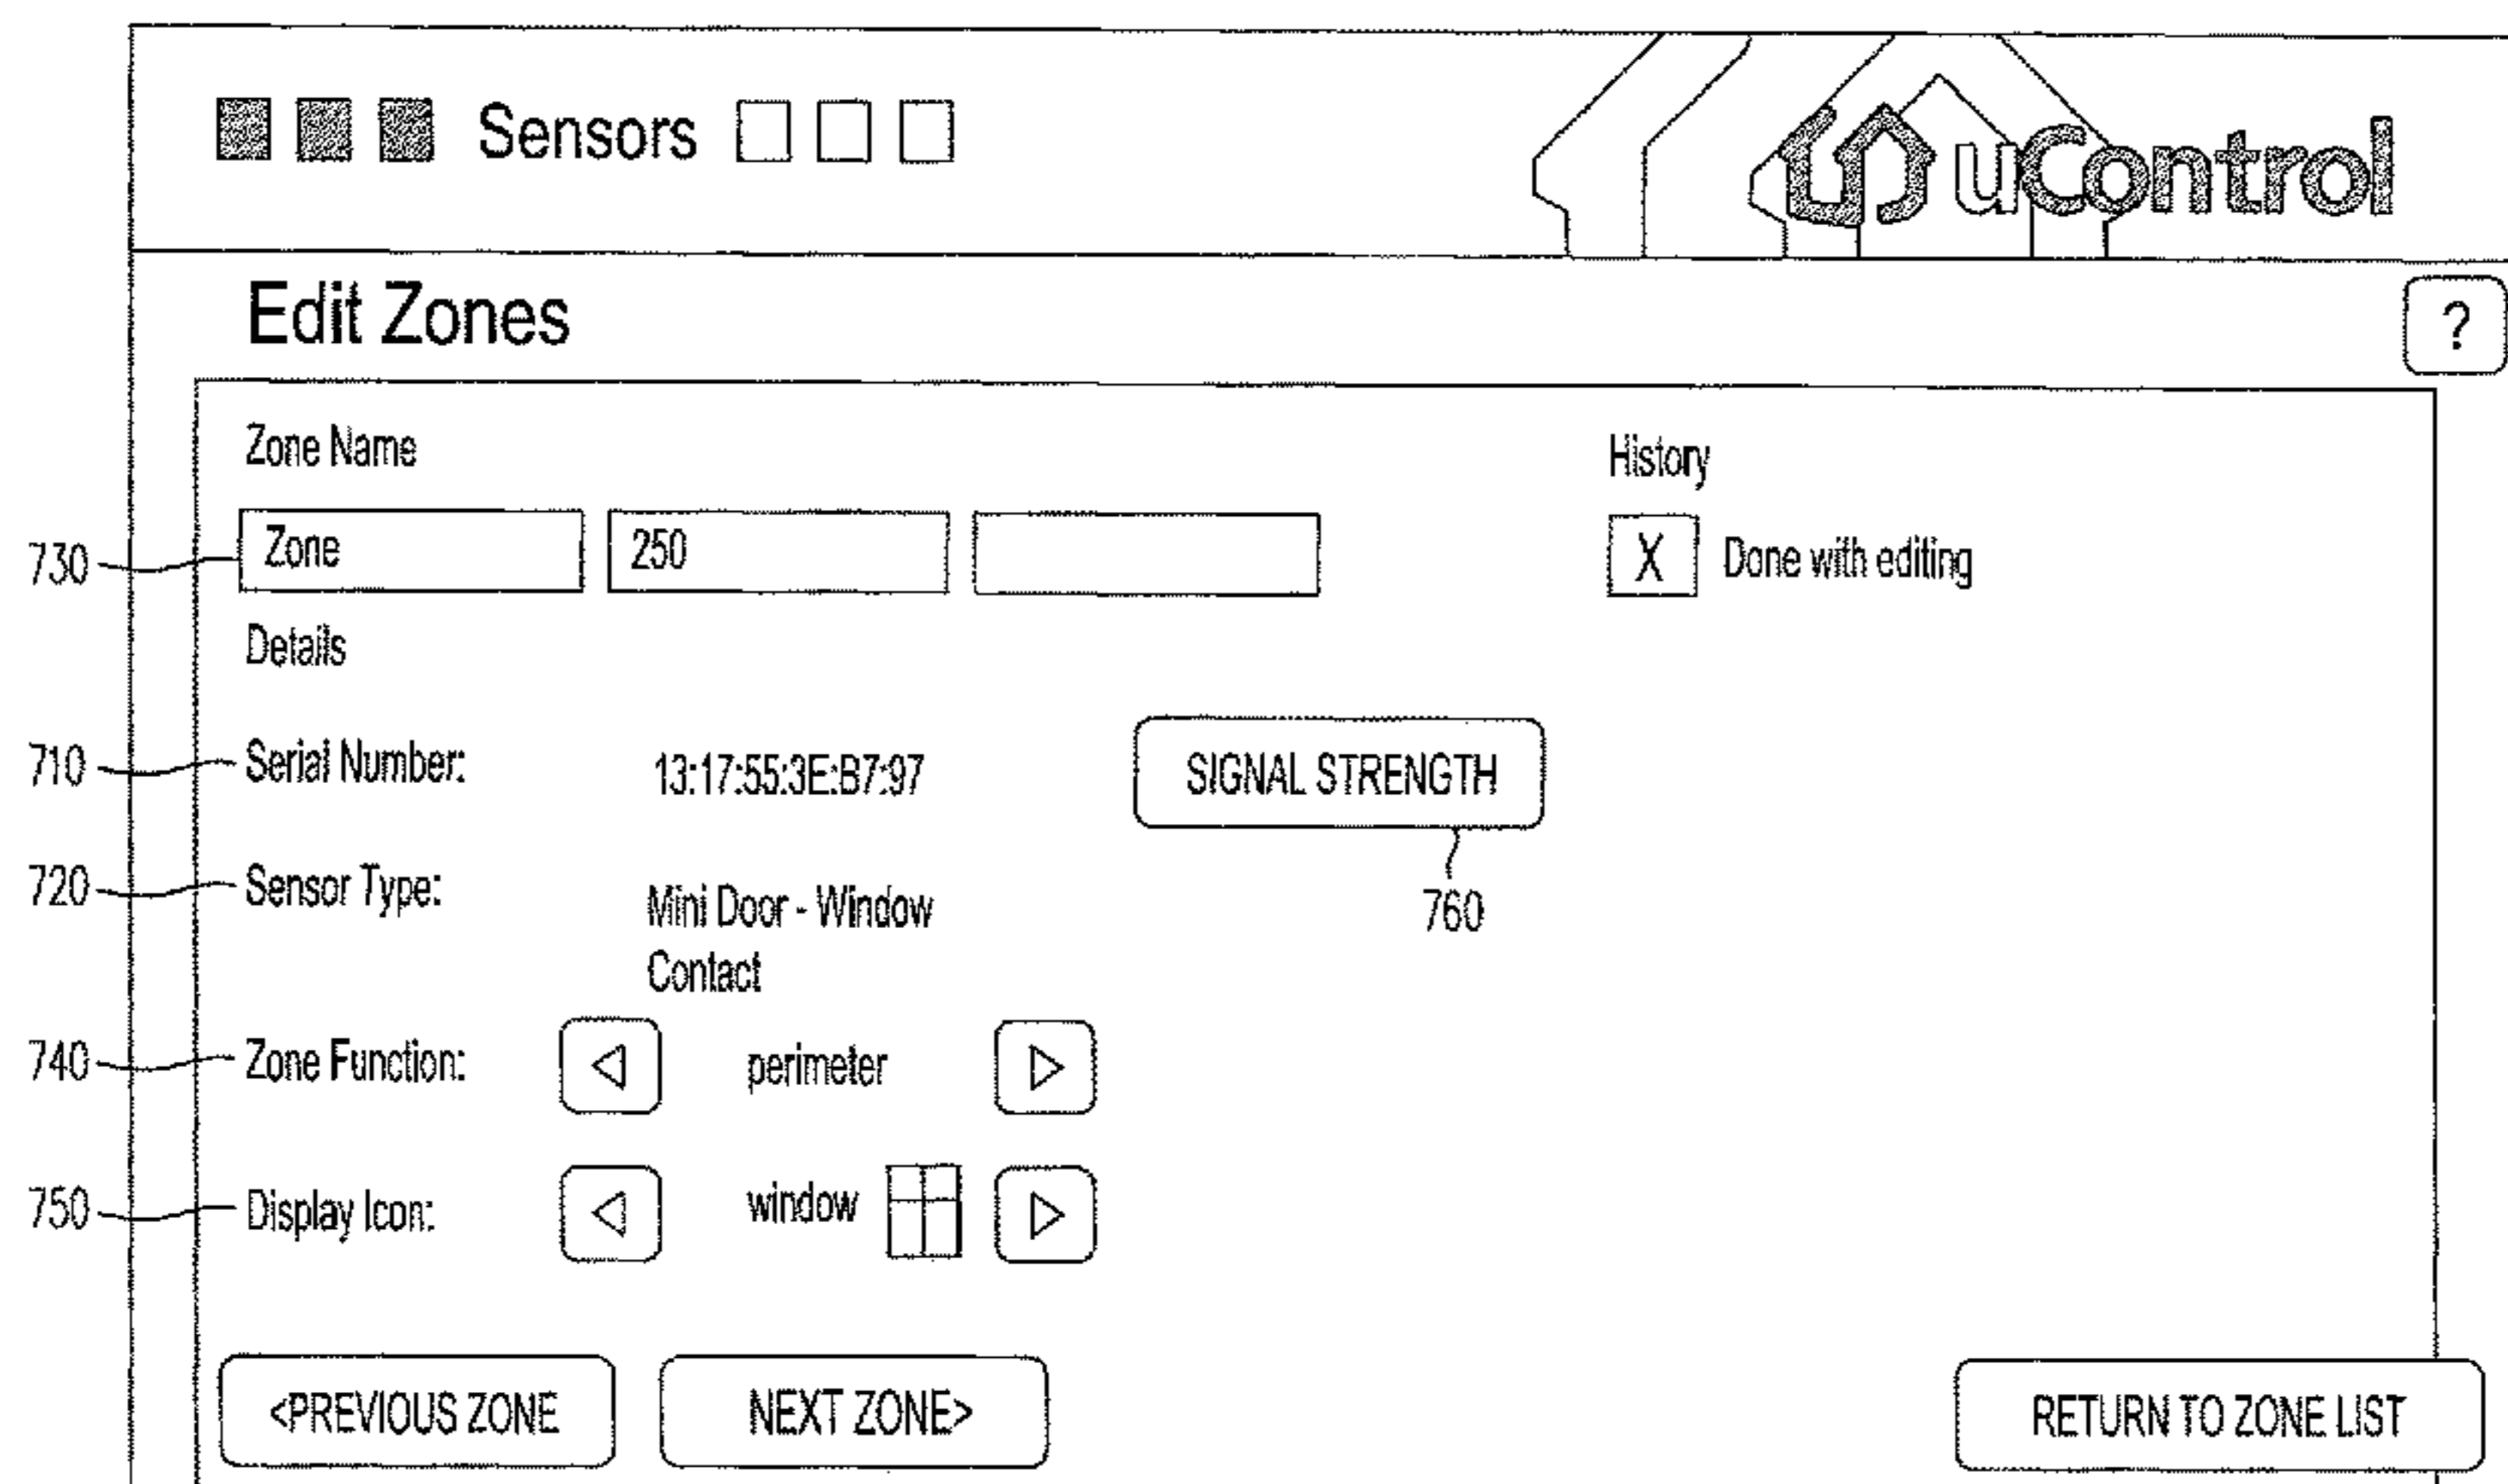 Sensors
uControl
Edit Zones
?
Zone Name
History
730
Zone
250
X Done with editing
Details
710
Serial Number:
13:17:55:3E:B7:97
SIGNAL STRENGTH
720
Sensor Type:
Mini Door - Window
Contact
760
740
Zone Function:
perimeter
750
Display Icon:
window
<PREVIOUS ZONE
NEXT ZONE>
RETURN TO ZONE LIST